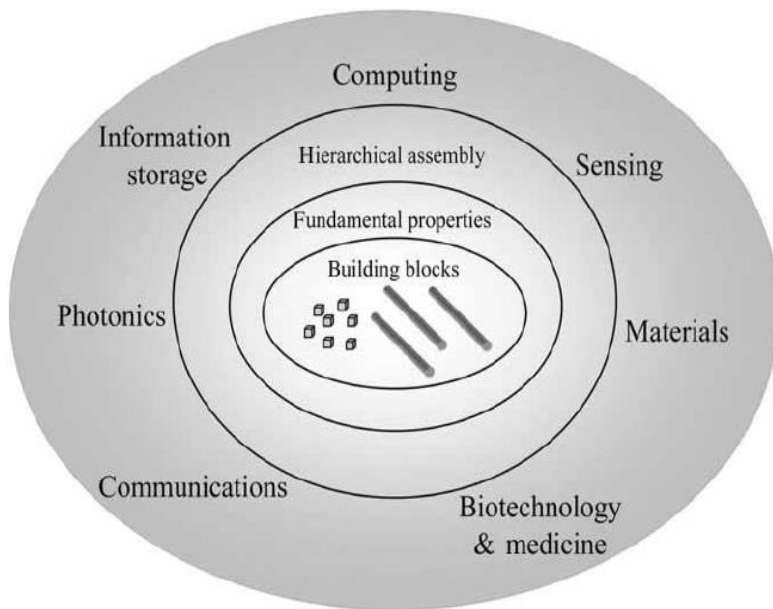 Computing
Information
storage
Hierarchical assembly
Sensing
Fundamental properties
Building blocks
Photonics
Materials
Communications
Biotechnology
& medicine